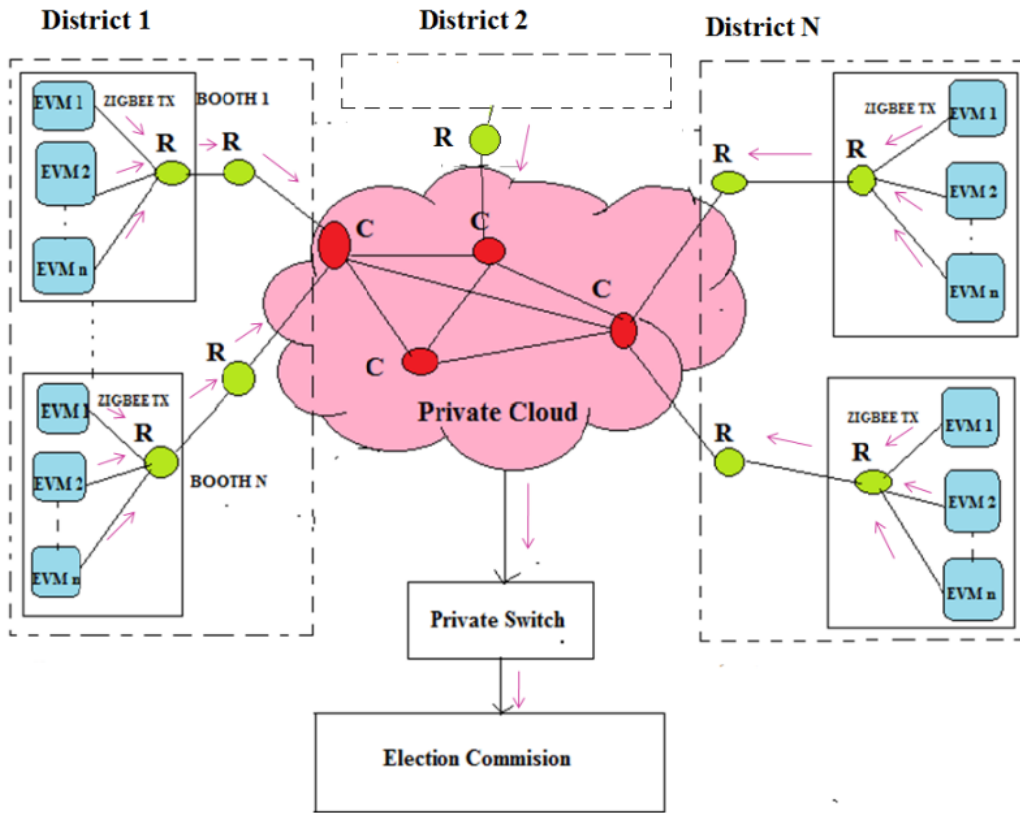 District 1
District 2
District N
EVM 1
ZIGBEE TX
BOOTH 1
R
R
EVM 2
EVM n
R
ZIGBEE TX
EVM 1
R
R
EVM 2
EVM n
C
C
C
C
Private Cloud
R
EVM 1
ZIGBEE TX
R
EVM 2
BOOTH N
EVM n
R
ZIGBEE TX
EVM 1
R
EVM 2
EVM n
Private Switch
Election Commision